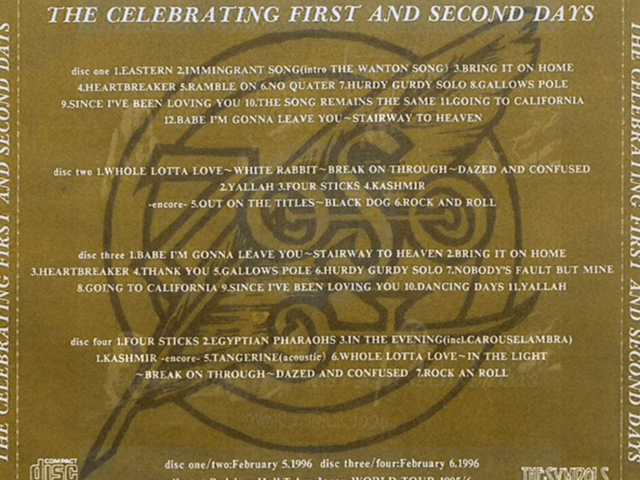 THE CELEBRATING FIRST AND SECOND DAYS
disc one 1.EASTERN 2.IMMINGRANT SONG(intro THE WANTON SONG) 3.BRING IT ON HOME
4.HEARTBREAKER 5.RAMBLE ON 6.NO QUATER 7.HURDY GURDY SOLO 8.GALLOWS POLE
9.SINCE I'VE BEEN LOVING YOU 10.THE SONG REMAINS THE SAME 11.GOING TO CALIFORNIA
12.BABE I'M GONNA LEAVE YOU~STAIRWAY TO HEAVEN
disc two 1.WHOLE LOTTA LOVE~WHITE RABBIT~BREAK ON THROUGH~DAZED AND CONFUSED
2.YALLAH 3.FOUR STICKS 4.KASHMIR
-encore- 5.OUT ON THE TITLES~BLACK DOG 6.ROCK AND ROLL
disc three 1.BABE I'M GONNA LEAVE YOU~STAIRWAY TO HEAVEN 2.BRING IT ON HOME
3.HEARTBREAKER 4.THANK YOU 5.GALLOWS POLE 6.HURDY GURDY SOLO 7.NOBODY'S FAULT BUT MINE
8.GOING TO CALIFORNIA 9.SINCE I'VE BEEN LOVING YOU 10.DANCING DAYS 11.YALLAH
disc four 1.FOUR STICKS 2.EGYPTIAN PHARAOHS 3.IN THE EVENING(incl.CAROUSELAMBRA)
1.KASHMIR -encore- 5.TANGERINE(acoustic) 6.WHOLE LOTTA LOVE~IN THE LIGHT
~BREAK ON THROUGH~DAZED AND CONFUSED 7.ROCK AN ROLL
disc one/two:February 5.1996 disc three/four:February 6.1996
COMPACT
disc
THE SYMBOLS
THE CELEBRATING FIRST AND SECOND DAYS
THE CELEBRATING FIRST AND SECOND DAYS